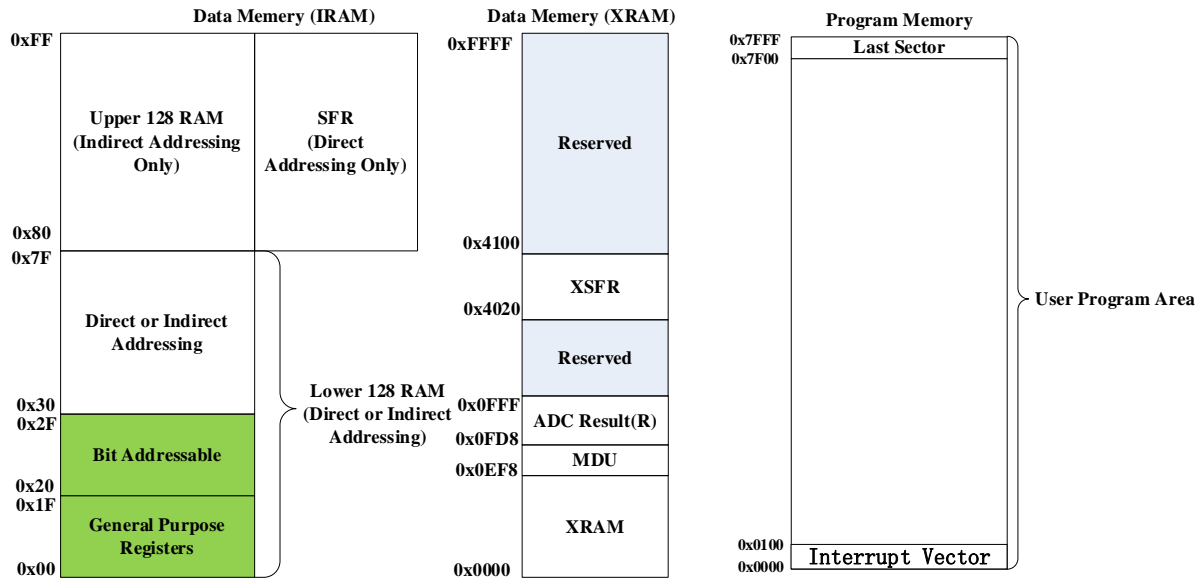 Data Memery (IRAM)
0xFF
Upper 128 RAM
(Indirect Addressing
Only)
SFR
(Direct
Addressing Only)
0x80
0x7F
Direct or Indirect
Addressing
0x30
0x2F
Bit Addressable
0x20
0x1F
General Purpose
Registers
0x00
Lower 128 RAM
(Direct or Indirect
Addressing)
Data Memery (XRAM)
0xFFFF
Reserved
0x4100
XSFR
0x4020
Reserved
0x0FFF
ADC Result(R)
0x0FD8
MDU
0x0EF8
XRAM
0x0000
Program Memory
0x7FFF
Last Sector
0x7F00
User Program Area
0x0100
Interrupt Vector
0x0000